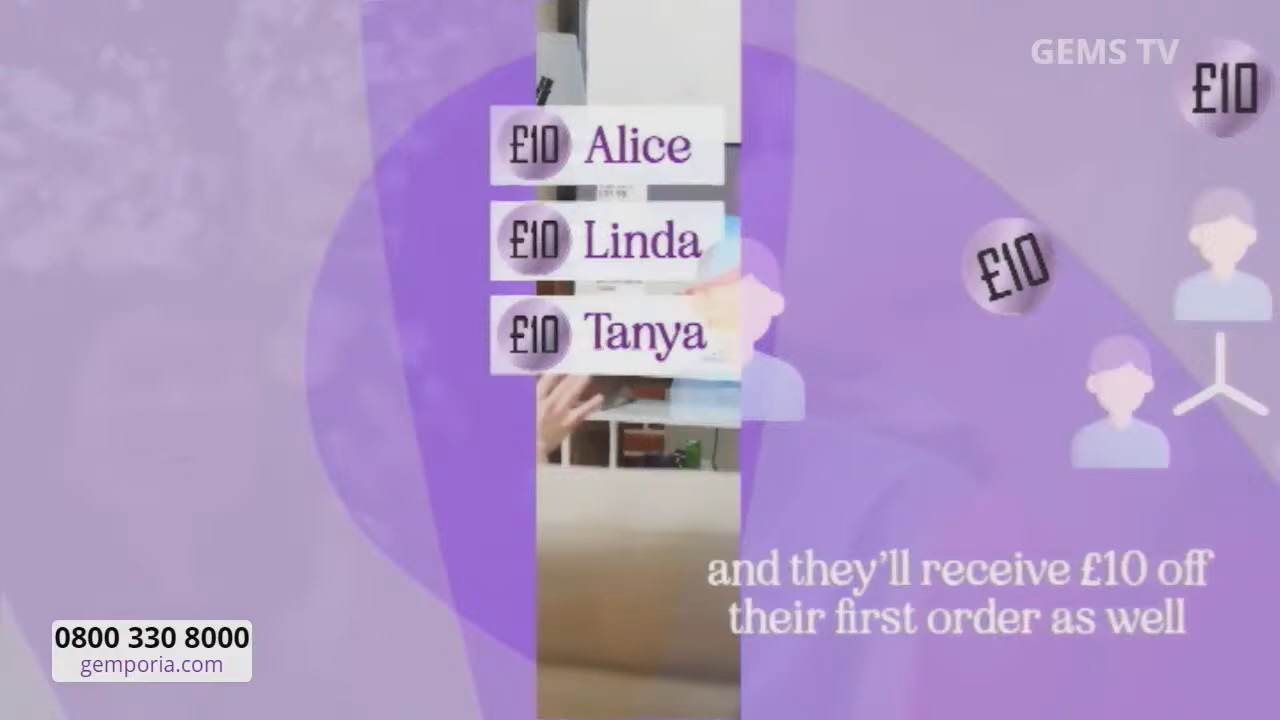 GEMS TV
£10
£10 Alice
£10 Linda
£10
£10 Tanya
and they'll receive £10 off
their first order as well
0800 330 8000
gemporia.com